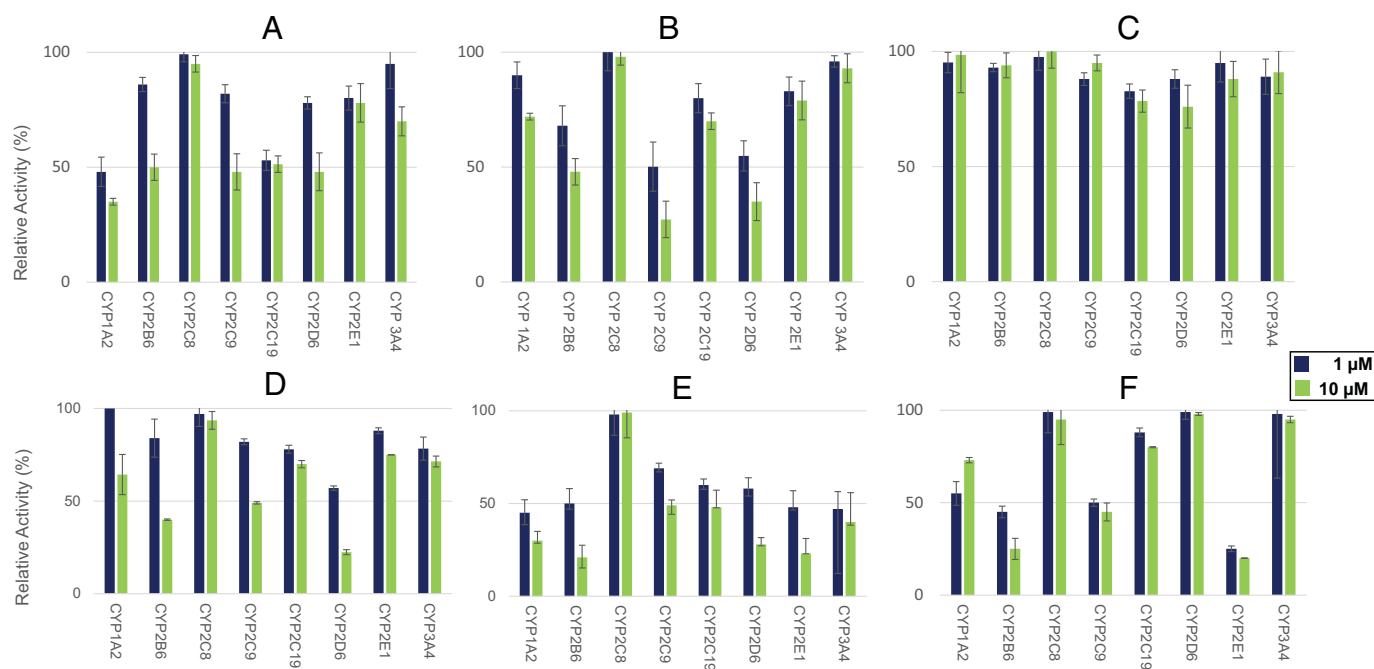 A
B
C
Relative Activity (%)
100
50
0
CYP1A2
CYP2B6
CYP2C8
CYP2C9
CYP2C19
CYP2D6
CYP2E1
CYP 3A4
100
50
0
CYP 1A2
CYP 2B6
CYP 2C8
CYP 2C9
CYP 2C19
CYP 2D6
CYP 2E1
CYP 3A4
100
50
0
CYP1A2
CYP2B6
CYP2C8
CYP2C9
CYP2C19
CYP2D6
CYP2E1
CYP3A4
1 µM
10 µM
D
E
F
Relative Activity (%)
100
50
0
CYP1A2
CYP2B6
CYP2C8
CYP2C9
CYP2C19
CYP2D6
CYP2E1
CYP3A4
100
50
0
CYP1A2
CYP2B6
CYP2C8
CYP2C9
CYP2C19
CYP2D6
CYP2E1
CYP3A4
100
50
0
CYP1A2
CYP2B6
CYP2C8
CYP2C9
CYP2C19
CYP2D6
CYP2E1
CYP3A4